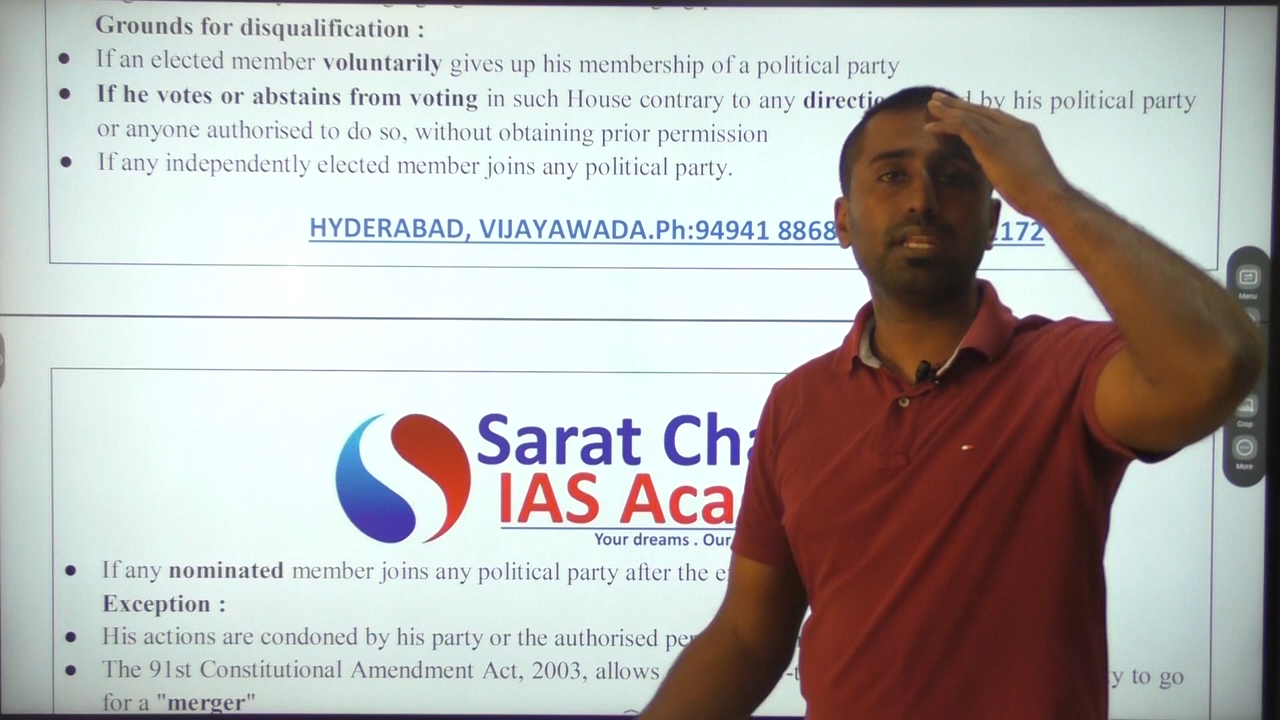 Grounds for disqualification :
● If an elected member voluntarily gives up his membership of a political party
● If he votes or abstains from voting in such House contrary to any by his political party
or anyone authorised to do so, without obtaining prior permission
● If any independently elected member joins any political party.
HYDERABAD, VIJAYAWADA.Ph:94941 8868 172
Menu
Sarat
IAS
Crop
Your dreams . Our
More
● If any nominated member joins any political party after the
Exception :
● His actions are condoned by his party or the authorised
● The 91st Constitutional Amendment Act, 2003, allows to go
for a "merger"